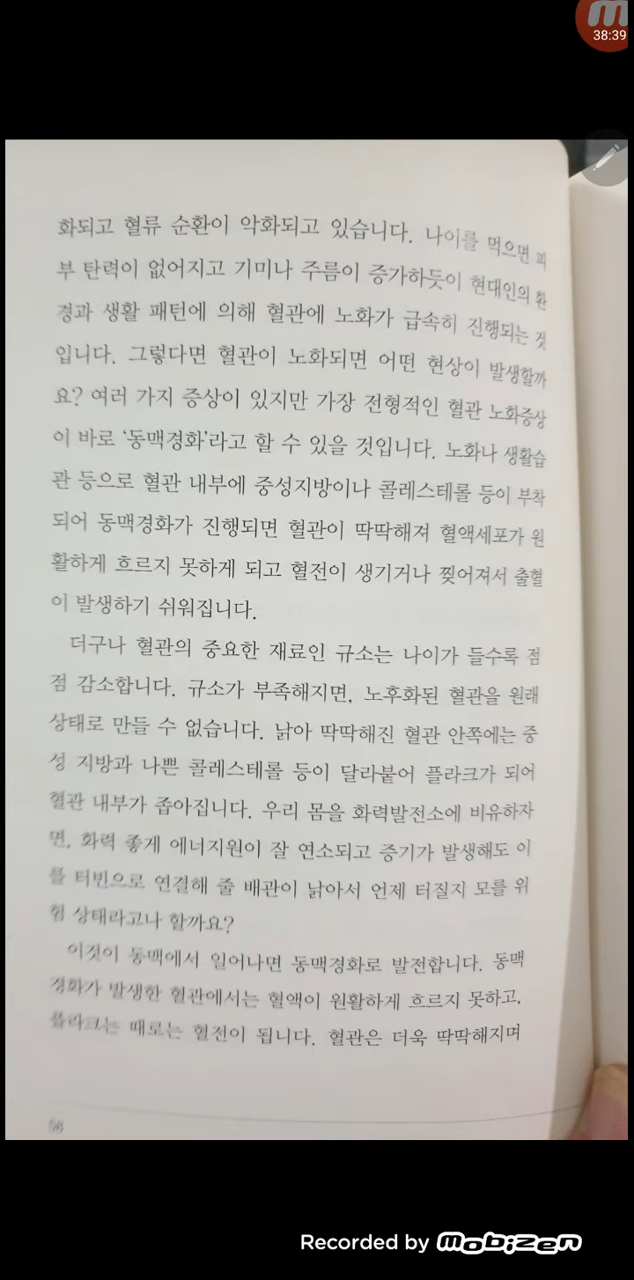 38:39
화되고 혈류 순환이 악화되고 있습니다. 나이를 먹으면 피
부 탄력이 없어지고 기미나 주름이 증가하듯이 현대인의 환
경과 생활 패턴에 의해 혈관에 노화가 급속히 진행되는 것
입니다. 그렇다면 혈관이 노화되면 어떤 현상이 발생할까
요? 여러 가지 증상이 있지만 가장 전형적인 혈관 노화증상
이 바로 ‘동맥경화’라고 할 수 있을 것입니다. 노화나 생활습
관 등으로 혈관 내부에 중성지방이나 콜레스테롤 등이 부착
되어 동맥경화가 진행되면 혈관이 딱딱해져 혈액세포가 원
활하게 흐르지 못하게 되고 혈전이 생기거나 찢어져서 출혈
이 발생하기 쉬워집니다.
더구나 혈관의 중요한 재료인 규소는 나이가 들수록 점
점 감소합니다. 규소가 부족해지면, 노후화된 혈관을 원래
상태로 만들 수 없습니다. 낡아 딱딱해진 혈관 안쪽에는 중
성 지방과 나쁜 콜레스테롤 등이 달라붙어 플라크가 되어
혈관 내부가 좁아집니다. 우리 몸을 화력발전소에 비유하자
면, 화력 좋게 에너지원이 잘 연소되고 증기가 발생해도 이
를 터빈으로 연결해 줄 배관이 낡아서 언제 터질지 모를 위
험 상태라고나 할까요?
이것이 동맥에서 일어나면 동맥경화로 발전합니다. 동맥
경화가 발생한 혈관에서는 혈액이 원활하게 흐르지 못하고,
플라크는 때로는 혈전이 됩니다. 혈관은 더욱 딱딱해지며
Recorded by mobizen